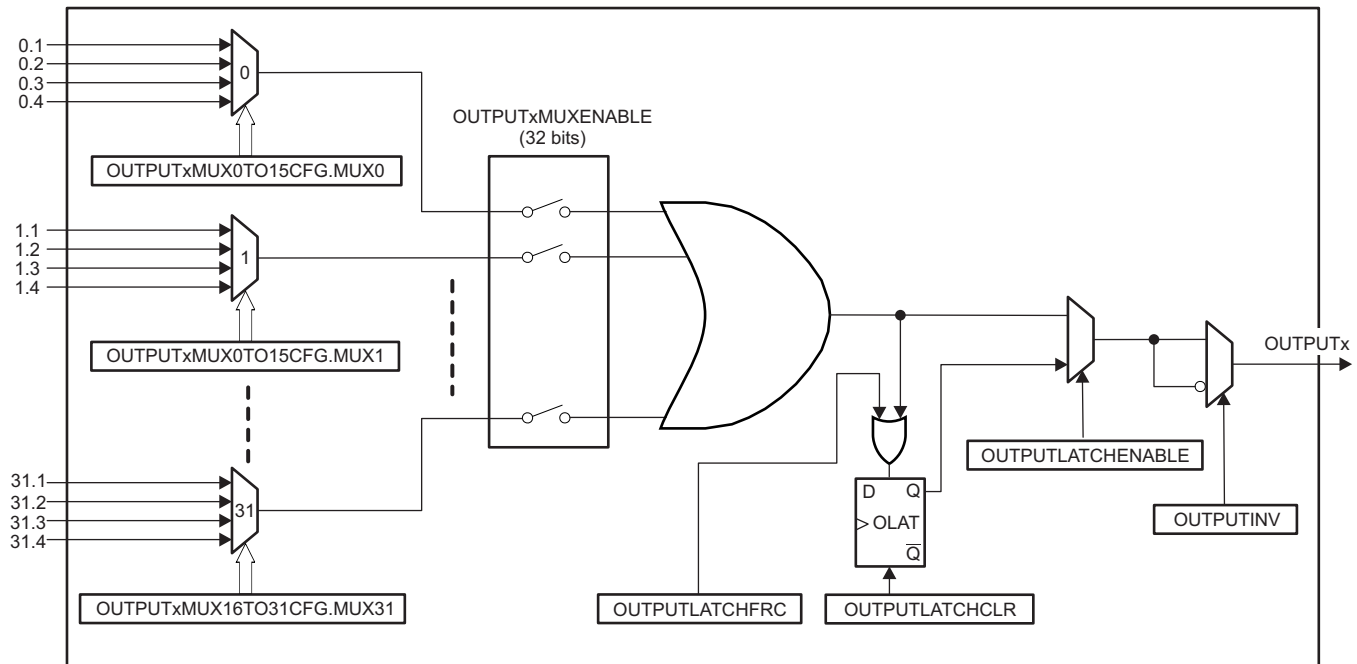 0.1
0.2
0.3
0.4
0
OUTPUTxMUX0TO15CFG.MUX0
OUTPUTxMUXENABLE
(32 bits)
1.1
1.2
1.3
1.4
1
OUTPUTxMUX0TO15CFG.MUX1
31.1
31.2
31.3
31.4
31
OUTPUTxMUX16TO31CFG.MUX31
D Q
OLAT
Q
OUTPUTLATCHFRC
OUTPUTLATCHCLR
OUTPUTLATCHENABLE
OUTPUTINV
OUTPUTx